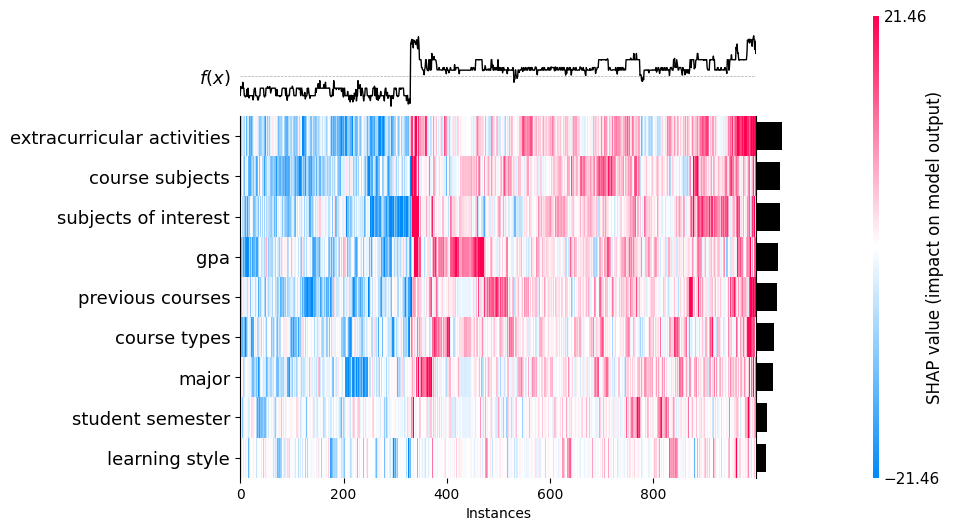 21.46
f(x)
extracurricular activities
course subjects
subjects of interest
gpa
previous courses
course types
major
student semester
learning style
0 200 400 600 800
Instances
SHAP value (impact on model output)
−21.46